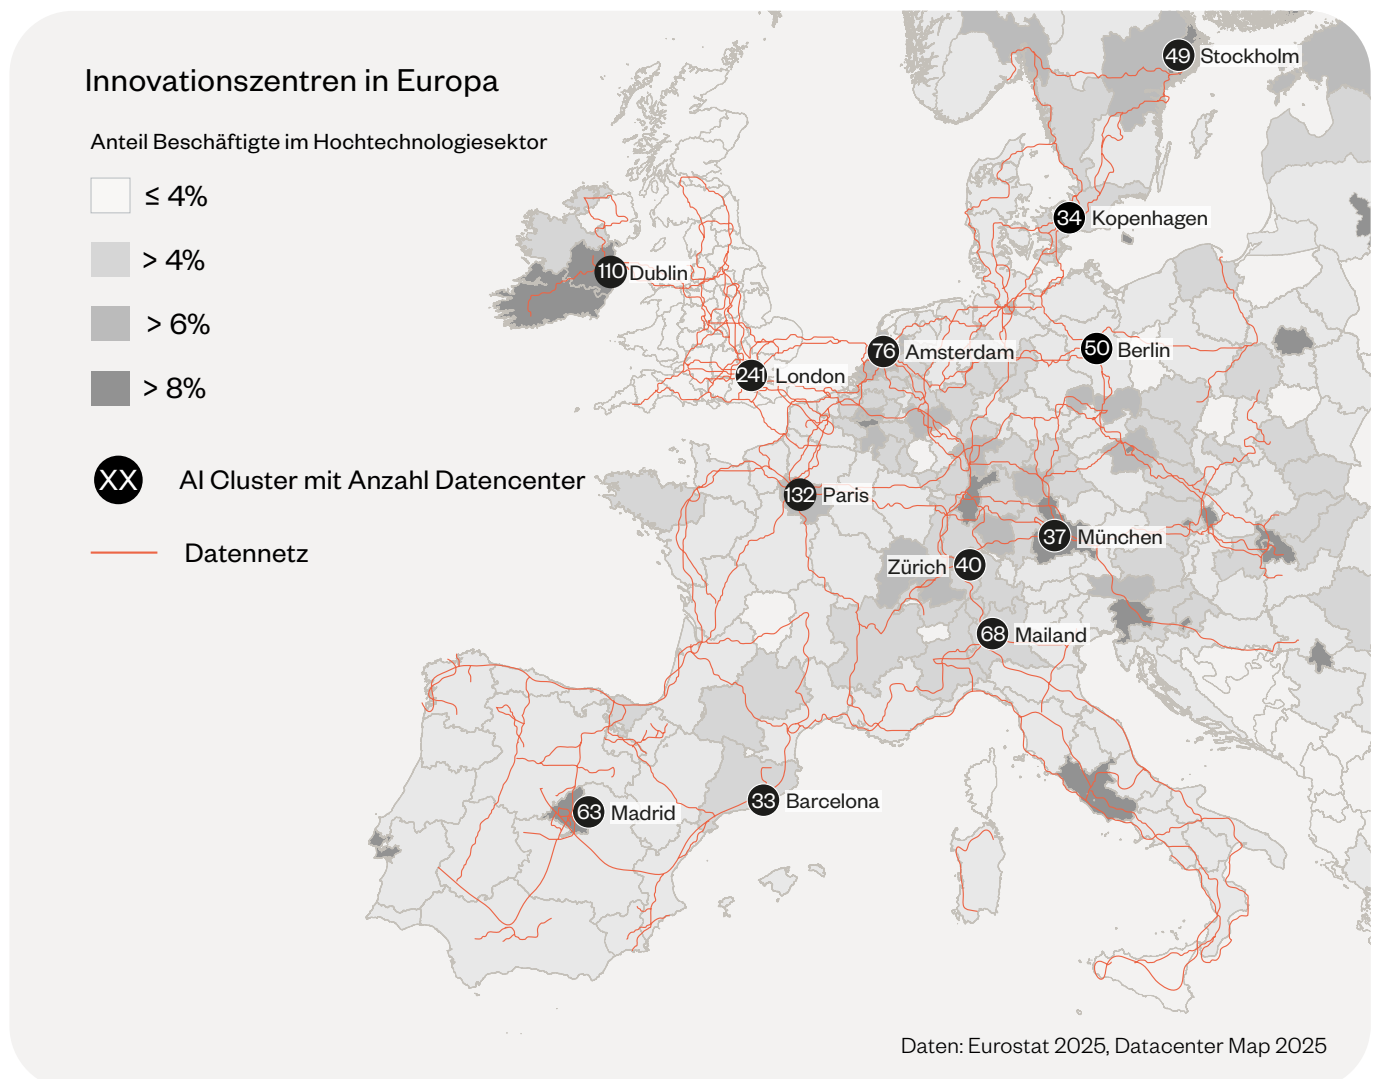 Innovationszentren in Europa
Anteil Beschäftigte im Hochtechnologiesektor
≤ 4%
> 4%
> 6%
> 8%
XX AI Cluster mit Anzahl Datencenter
Datennetz
49 Stockholm
34 Kopenhagen
110 Dublin
76 Amsterdam
50 Berlin
241 London
132 Paris
37 München
Zürich 40
68 Mailand
33 Barcelona
63 Madrid
Daten: Eurostat 2025, Datacenter Map 2025